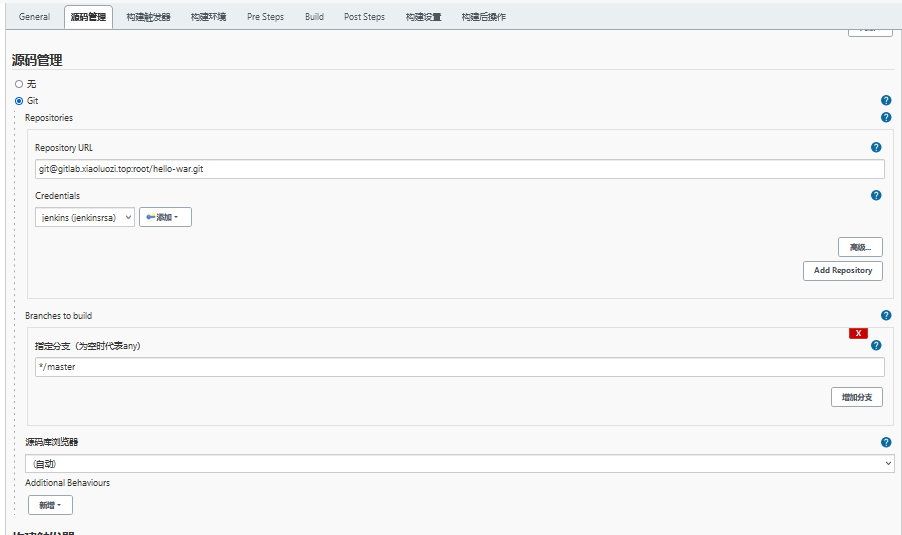 General 源码管理 构建触发器 构建环境 Pre Steps Build Post Steps 构建设置 构建后操作
源码管理
无
Git
Repositories
Repository URL
git@gitlab.xiaoluozi.top:root/hello-war.git
Credentials
jenkins (jenkinsrsa) 添加
高级...
Add Repository
Branches to build
X
指定分支（为空时代表any）
*/master
增加分支
源码库浏览器
(自动)
Additional Behaviours
新增